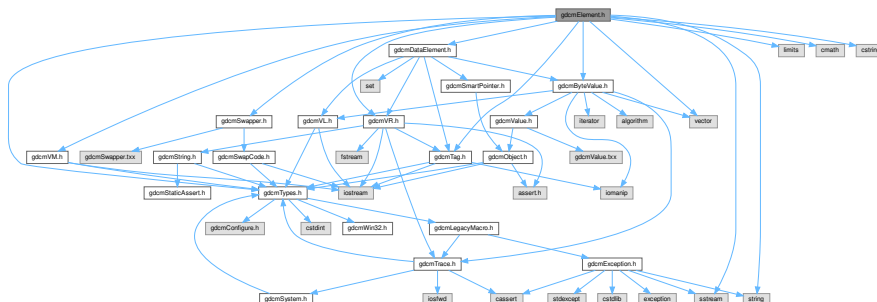 gdcmElement.h
gdcmDataElement.h
limits
cmath
cstring
set
gdcmSmartPointer.h
gdcmByteValue.h
gdcmSwapper.h
gdcmVL.h
gdcmVR.h
gdcmValue.h
iterator
algorithm
vector
gdcmVM.h
gdcmSwapper.txx
gdcmString.h
gdcmSwapCode.h
fstream
gdcmTag.h
gdcmObject.h
gdcmValue.txx
gdcmStaticAssert.h
gdcmTypes.h
iostream
assert.h
iomanip
gdcmConfigure.h
cstdint
gdcmWin32.h
gdcmLegacyMacro.h
gdcmTrace.h
gdcmException.h
gdcmSystem.h
iosfwd
cassert
stdexcept
cstdlib
exception
sstream
string